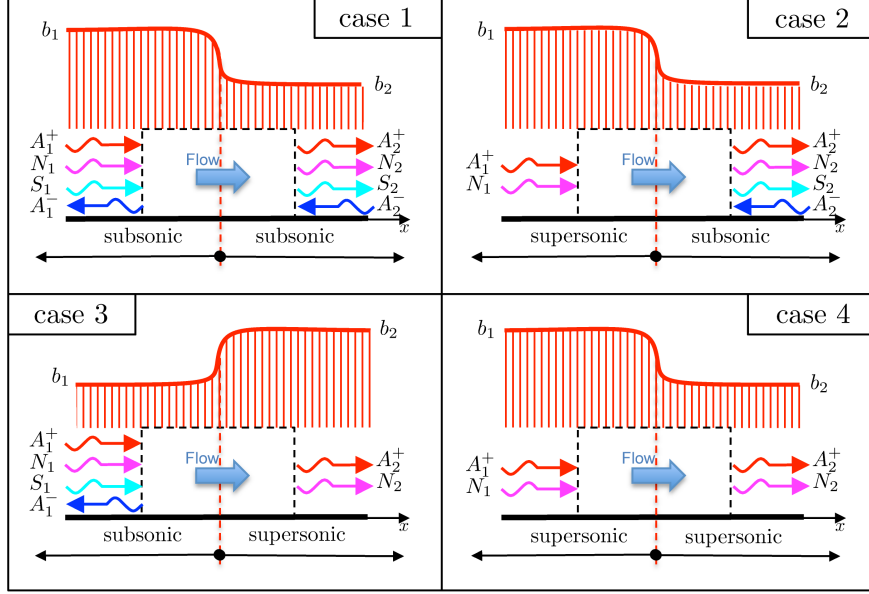 case 1
b₁
b₂
A₁⁺
N₁
S₁
A₁⁻
Flow
A₂⁺
N₂
S₂
A₂⁻
x
subsonic subsonic
case 2
b₁
b₂
A₁⁺
N₁
Flow
A₂⁺
N₂
S₂
A₂⁻
x
supersonic subsonic
case 3
b₁
b₂
A₁⁺
N₁
S₁
A₁⁻
Flow
A₂⁺
N₂
x
subsonic supersonic
case 4
b₁
b₂
A₁⁺
N₁
Flow
A₂⁺
N₂
x
supersonic supersonic